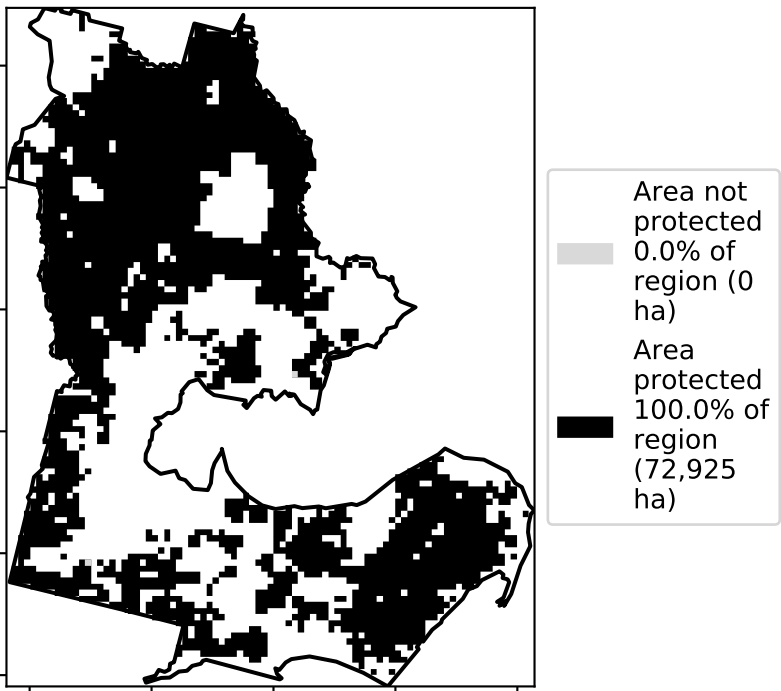 Area not
protected
0.0% of
region (0
ha)
Area
protected
100.0% of
region
(72,925
ha)